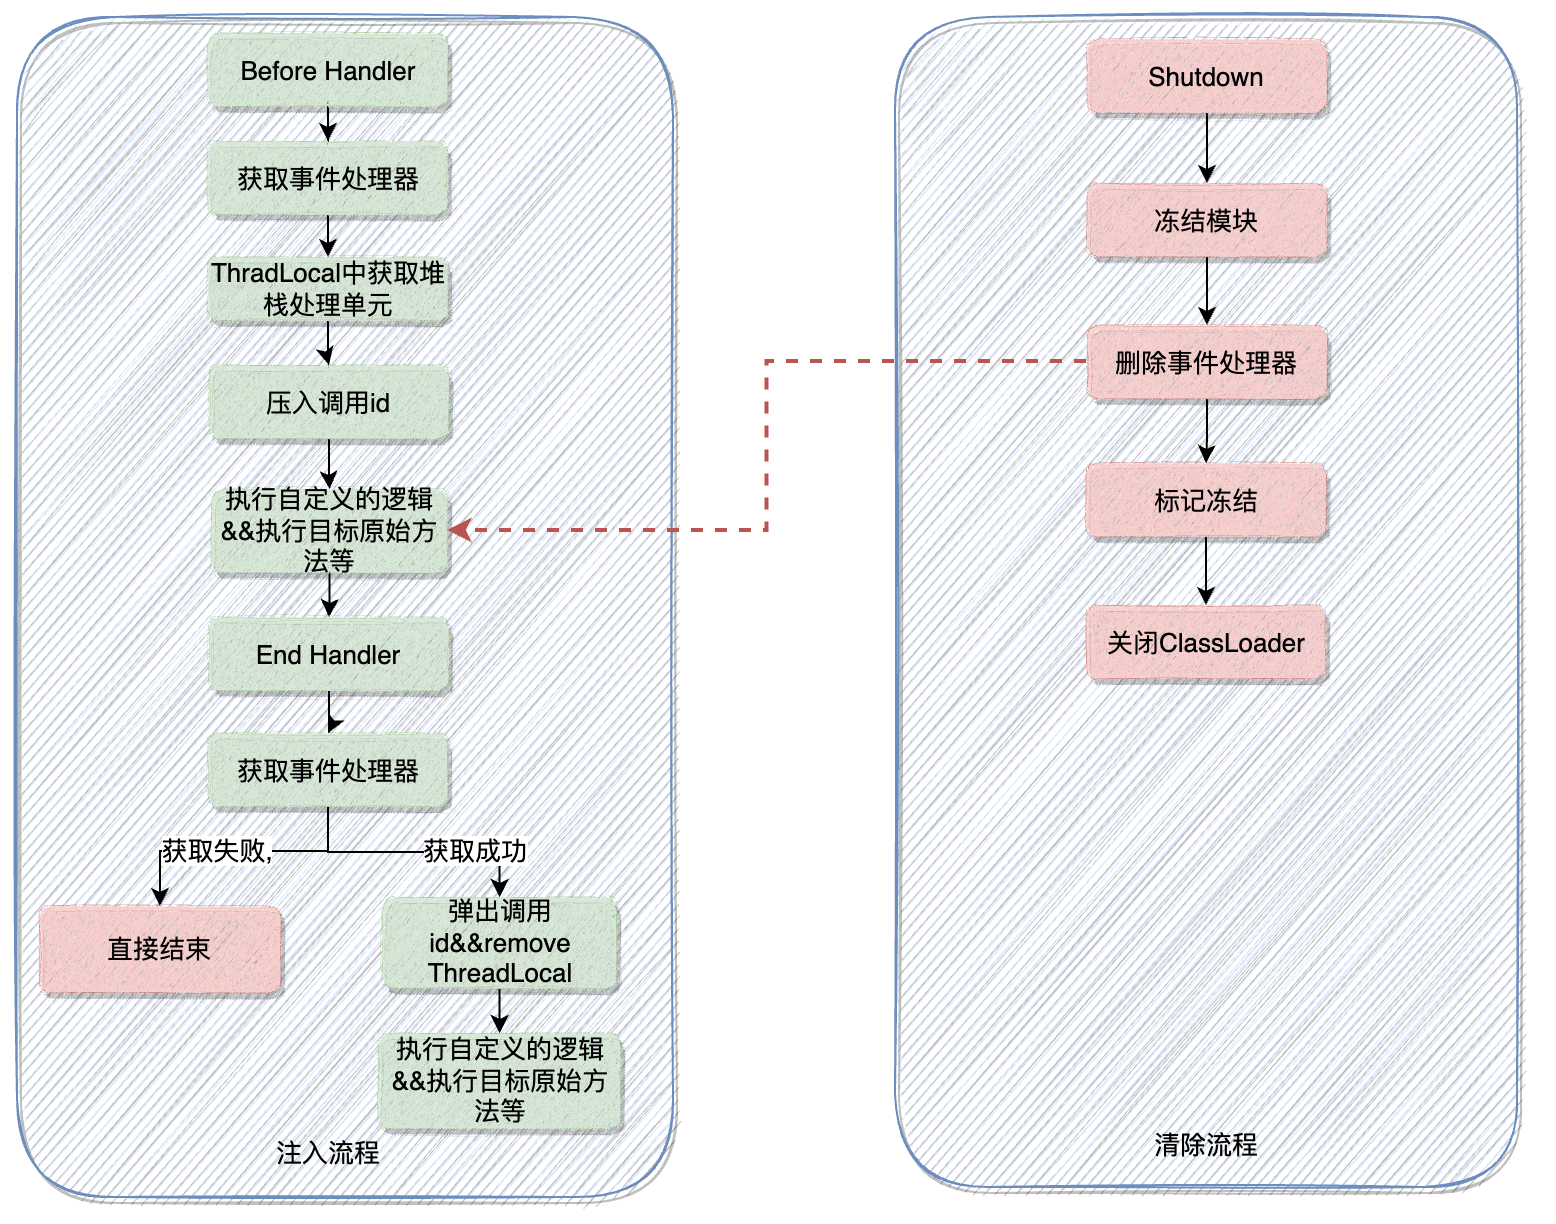 Before Handler
获取事件处理器
ThradLocal中获取堆
栈处理单元
压入调用id
执行自定义的逻辑
&&执行目标原始方
法等
End Handler
获取事件处理器
获取失败,
获取成功
直接结束
弹出调用
id&&remove
ThreadLocal
执行自定义的逻辑
&&执行目标原始方
法等
注入流程
Shutdown
冻结模块
删除事件处理器
标记冻结
关闭ClassLoader
清除流程